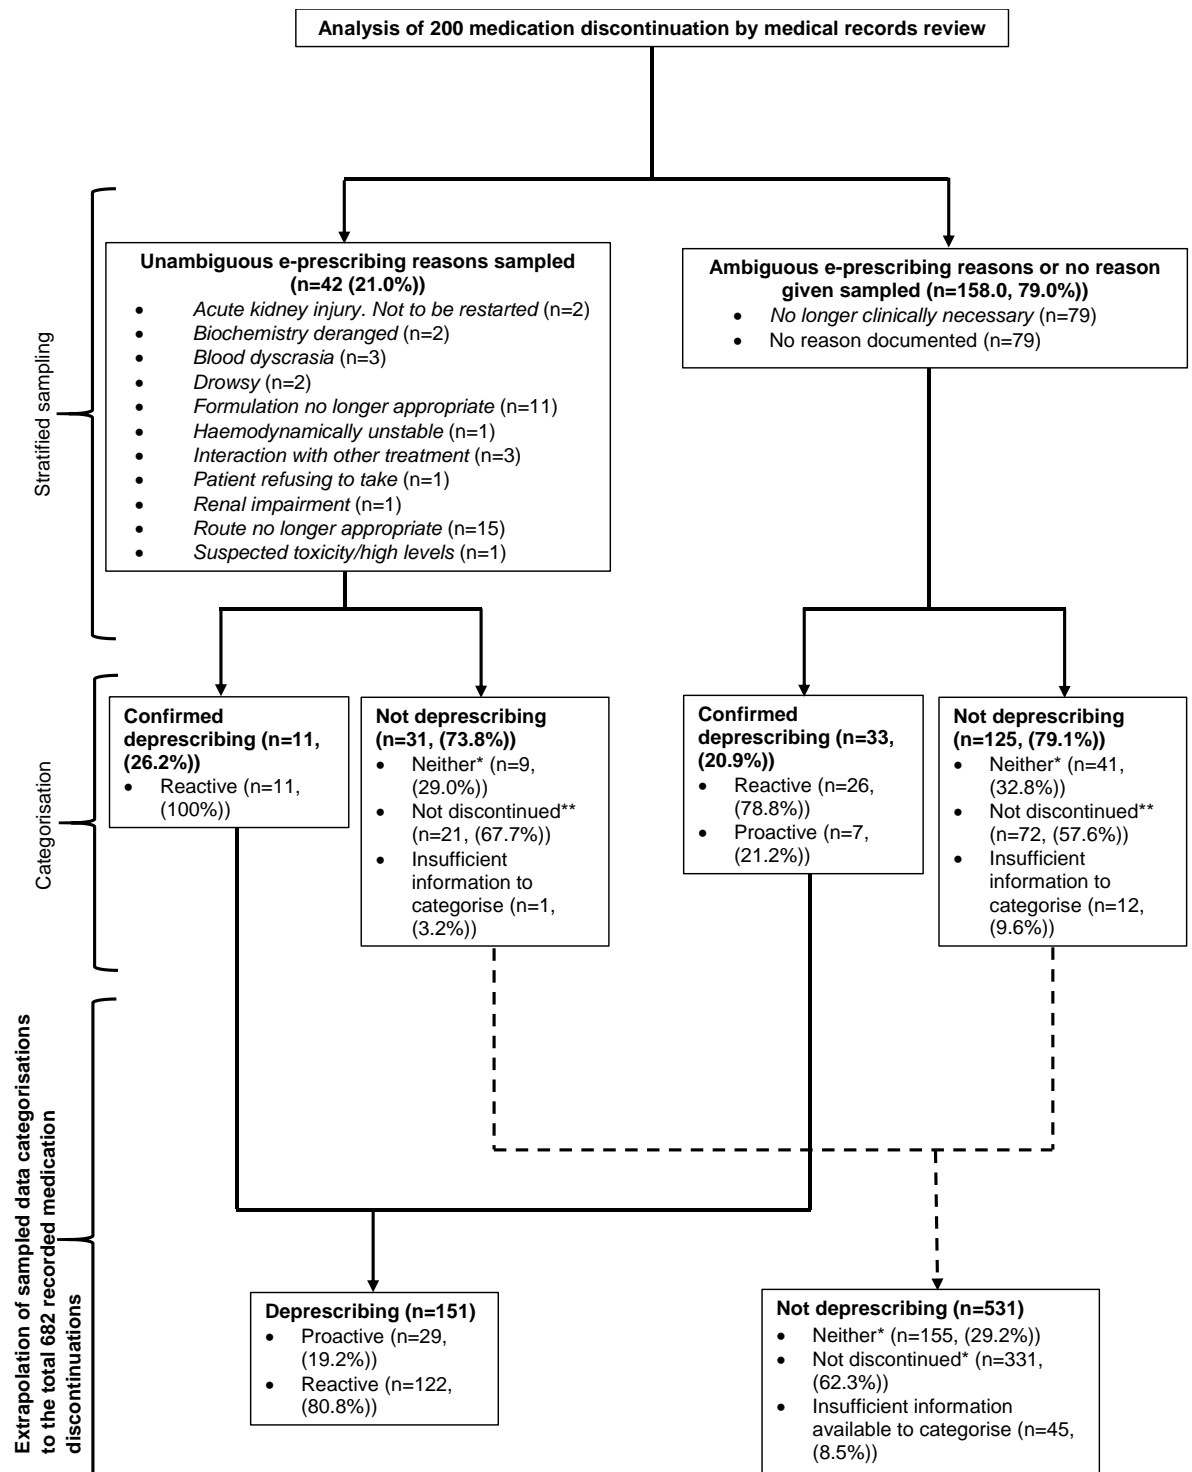 Analysis of 200 medication discontinuation by medical records review
Stratified sampling
Unambiguous e-prescribing reasons sampled
(n=42 (21.0%))
• Acute kidney injury. Not to be restarted (n=2)
• Biochemistry deranged (n=2)
• Blood dyscrasia (n=3)
• Drowsy (n=2)
• Formulation no longer appropriate (n=11)
• Haemodynamically unstable (n=1)
• Interaction with other treatment (n=3)
• Patient refusing to take (n=1)
• Renal impairment (n=1)
• Route no longer appropriate (n=15)
• Suspected toxicity/high levels (n=1)
Ambiguous e-prescribing reasons or no reason
given sampled (n=158.0, 79.0%))
• No longer clinically necessary (n=79)
• No reason documented (n=79)
Categorisation
Confirmed
deprescribing (n=11,
(26.2%))
• Reactive (n=11,
(100%))
Not deprescribing
(n=31, (73.8%))
• Neither* (n=9,
(29.0%))
• Not discontinued**
(n=21, (67.7%))
• Insufficient
information to
categorise (n=1,
(3.2%))
Confirmed
deprescribing (n=33,
(20.9%))
• Reactive (n=26,
(78.8%))
• Proactive (n=7,
(21.2%))
Not deprescribing
(n=125, (79.1%))
• Neither* (n=41,
(32.8%))
• Not discontinued**
(n=72, (57.6%))
• Insufficient
information to
categorise (n=12,
(9.6%))
Extrapolation of sampled data categorisations
to the total 682 recorded medication
discontinuations
Deprescribing (n=151)
• Proactive (n=29,
(19.2%))
• Reactive (n=122,
(80.8%))
Not deprescribing (n=531)
• Neither* (n=155, (29.2%))
• Not discontinued* (n=331,
(62.3%))
• Insufficient information
available to categorise (n=45,
(8.5%))